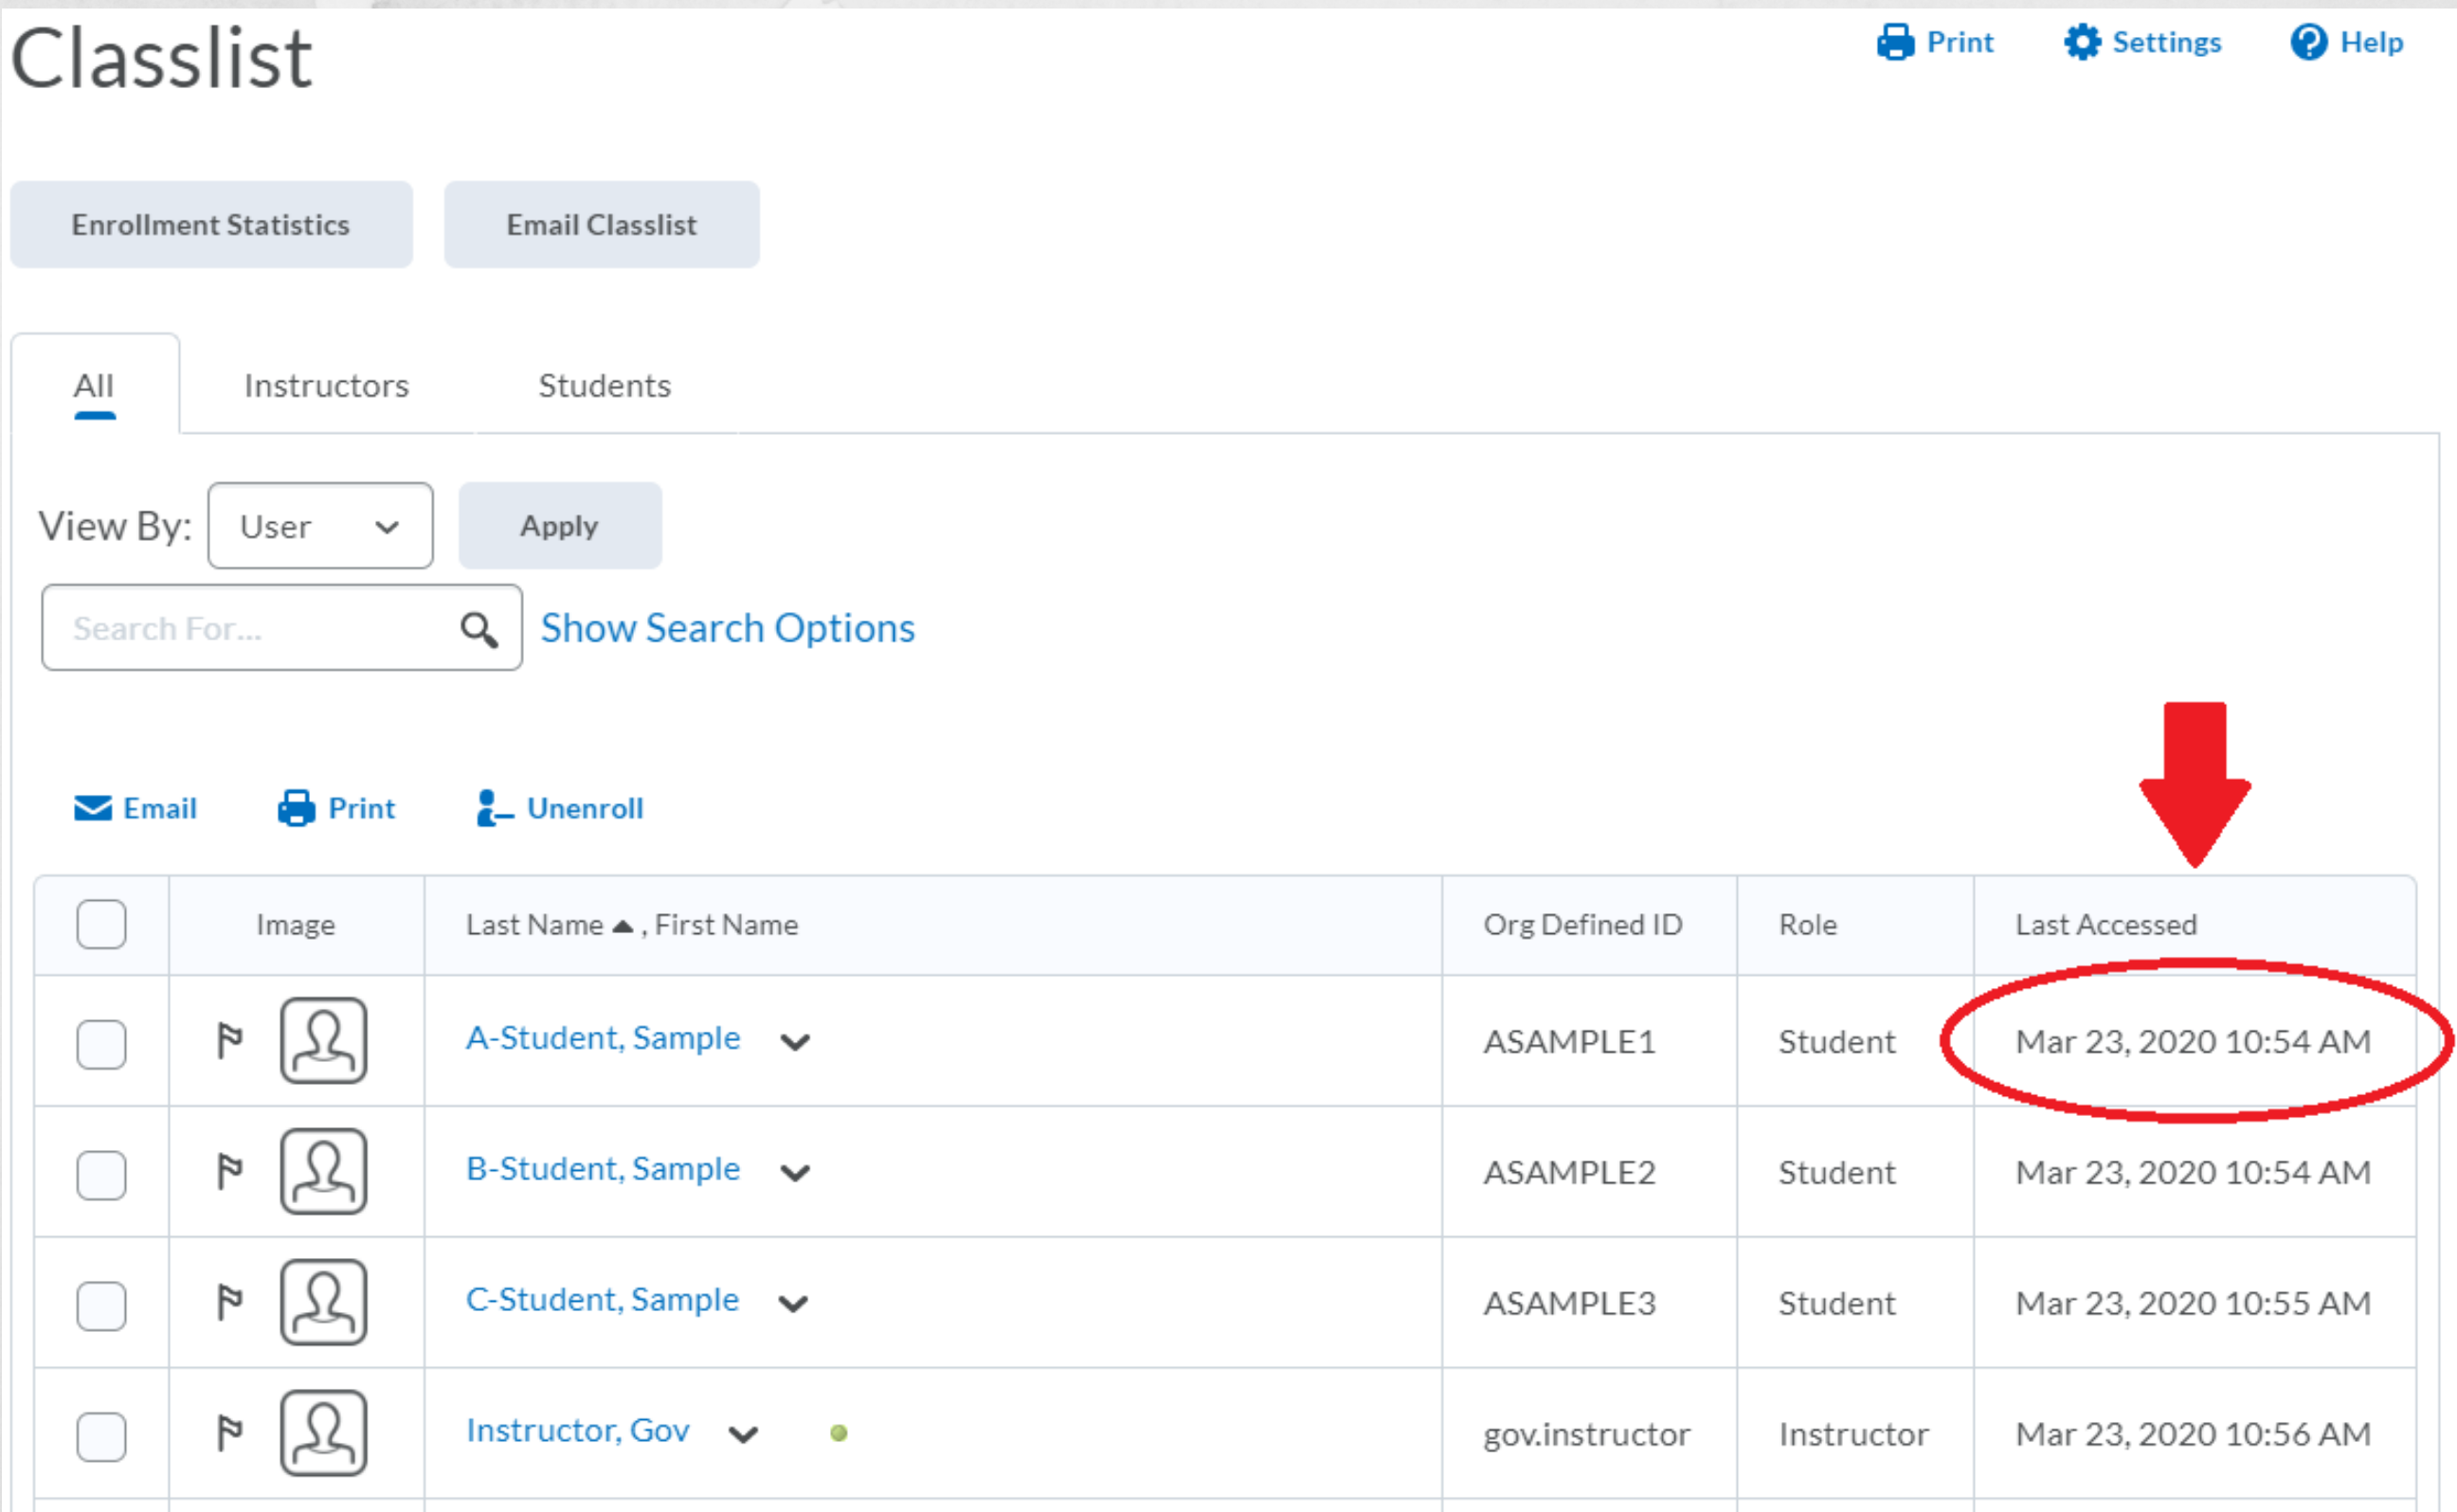 Classlist
Print Settings Help
Enrollment Statistics Email Classlist
All Instructors Students
View By: User Apply
Search For... Show Search Options
Email Print Unenroll
Image Last Name , First Name Org Defined ID Role Last Accessed
A-Student, Sample ASAMPLE1 Student Mar 23, 2020 10:54 AM
B-Student, Sample ASAMPLE2 Student Mar 23, 2020 10:54 AM
C-Student, Sample ASAMPLE3 Student Mar 23, 2020 10:55 AM
Instructor, Gov gov.instructor Instructor Mar 23, 2020 10:56 AM